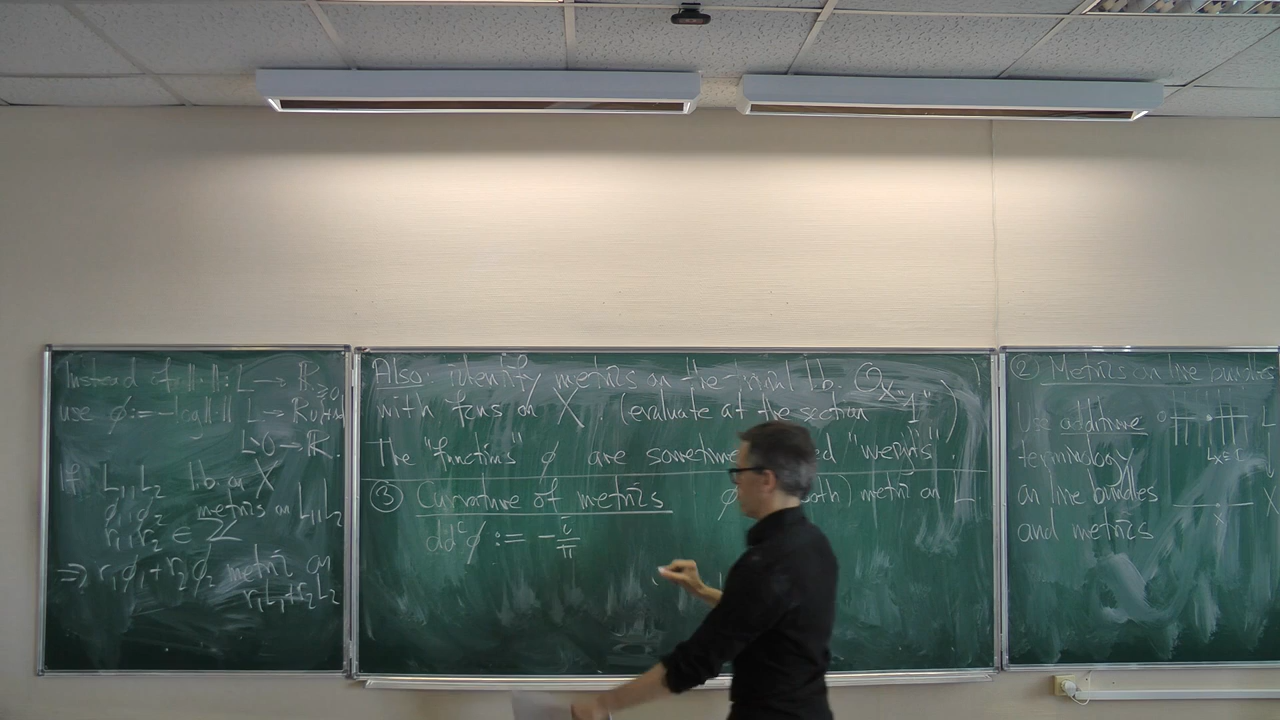 ② Metrics on line bundles
Use additive
terminology
on line bundles
and metrics
L
X
x
Instead of ||·||: L → R≥0
use φ := -log||·|| L → R
L\0 → R.
If L₁, L₂ l.b. on X
φ₁, φ₂ metrics on L₁, L₂
r₁, r₂ ∈ Z
⇒ r₁φ₁ + r₂φ₂ metric on
r₁L₁ + r₂L₂
Also: identify metrics on the trivial l.b. O_X "1"
with fcns on X. (evaluate at the section )
The "functions" φ are sometimes "weights".
③ Curvature of metrics φ metric on L
dd^c φ := -i/π